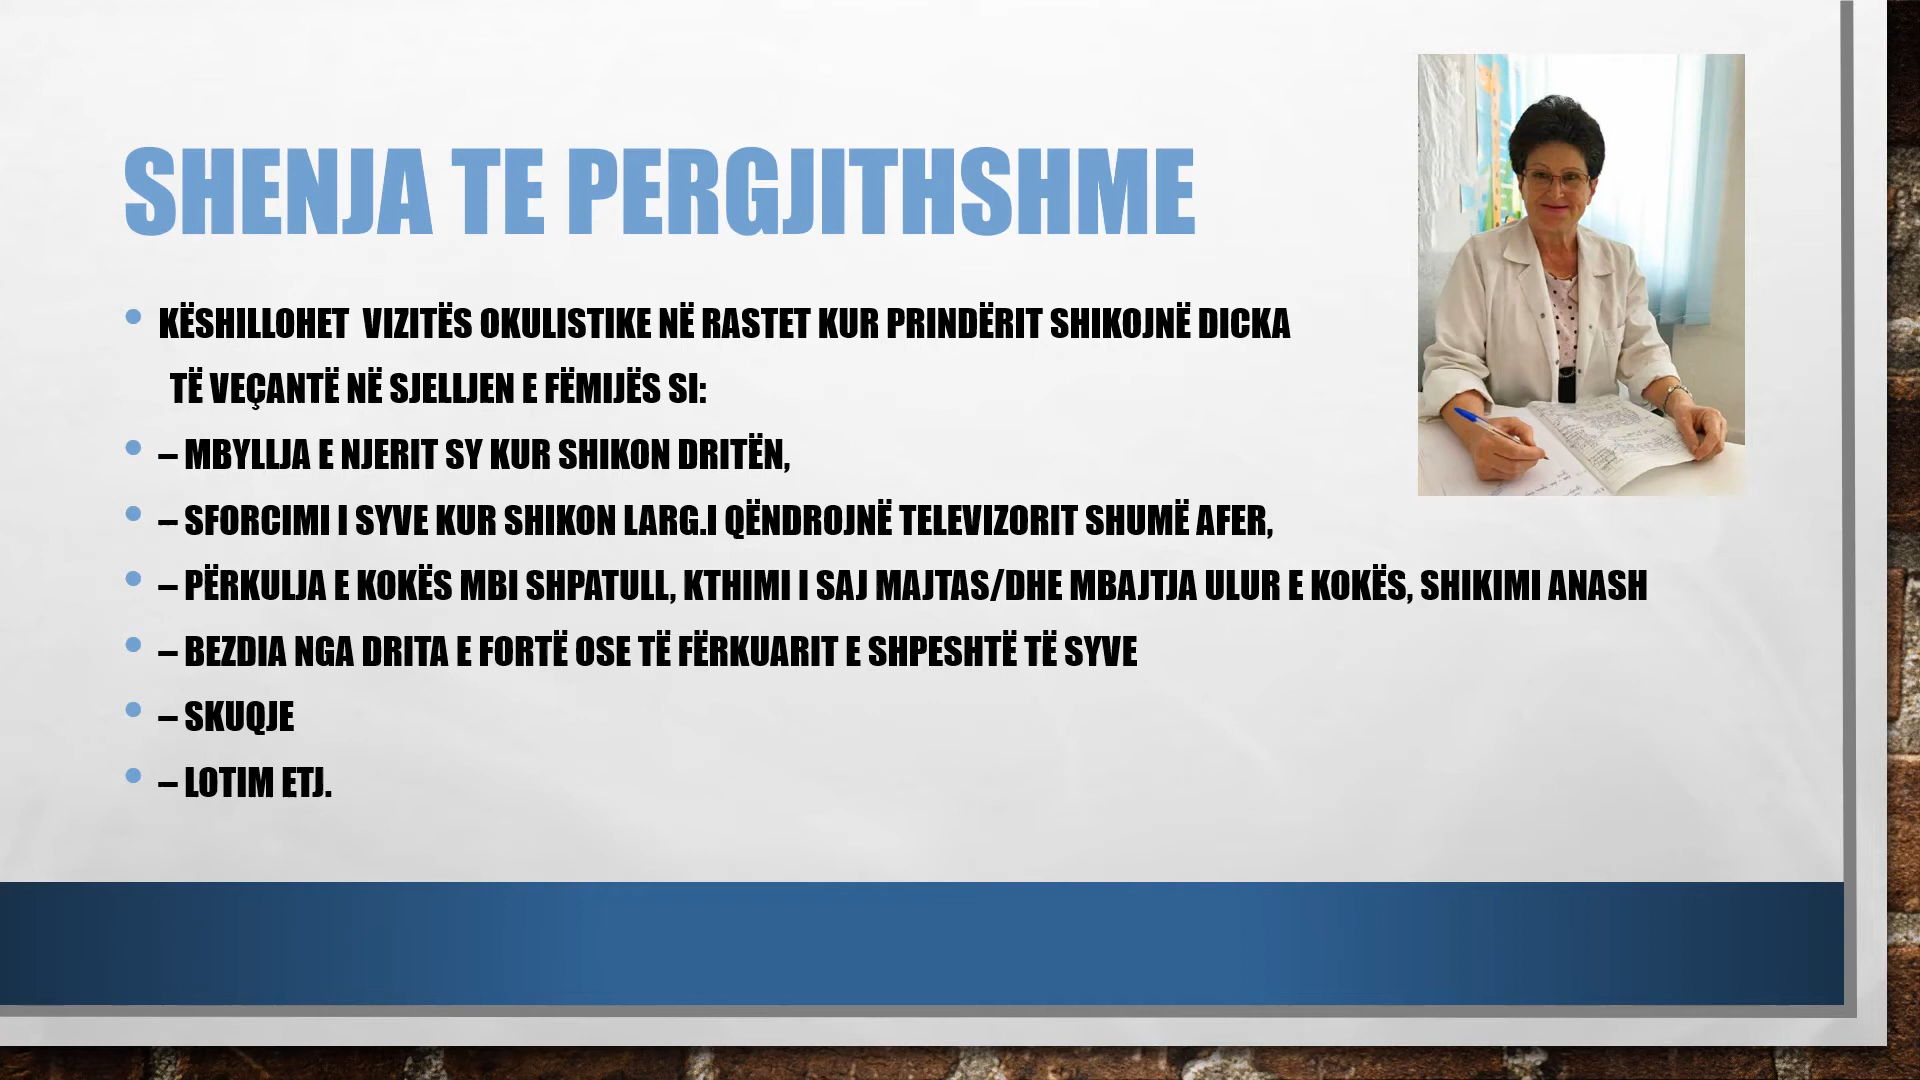 SHENJA TE PERGJITHSHME
• KËSHILLOHET VIZITËS OKULISTIKE NË RASTET KUR PRINDËRIT SHIKOJNË DICKA
TË VEÇANTË NË SJELLJEN E FËMIJËS SI:
• – MBYLLJA E NJERIT SY KUR SHIKON DRITËN,
• – SFORCIMI I SYVE KUR SHIKON LARG.I QËNDROJNË TELEVIZORIT SHUMË AFER,
• – PËRKULJA E KOKËS MBI SHPATULL, KTHIMI I SAJ MAJTAS/DHE MBAJTJA ULUR E KOKËS, SHIKIMI ANASH
• – BEZDIA NGA DRITA E FORTË OSE TË FËRKUARIT E SHPESHTË TË SYVE
• – SKUQJE
• – LOTIM ETJ.